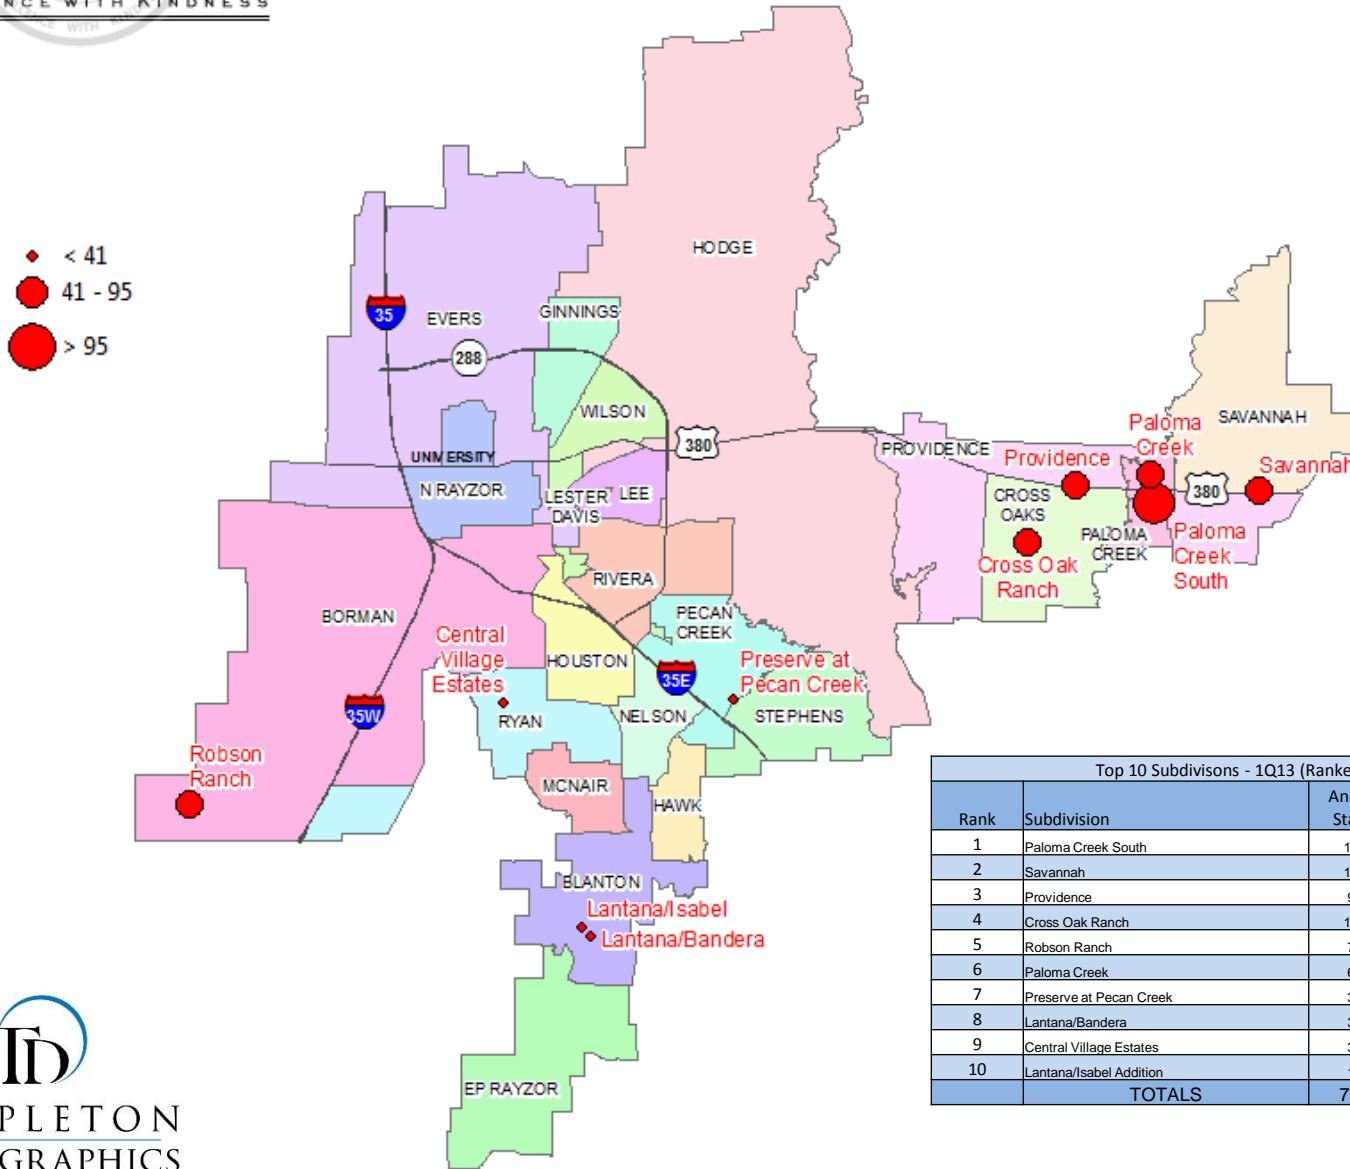 WITH KINDNESS
WITH
< 41
41 - 95
> 95
HODGE
35
EVERS
GINNINGS
288
WILSON
380
UNIVERSITY
N RAYZOR
LESTER
DAVIS
LEE
PROVIDENCE
Providence
Paloma
Creek
SAVANNAH
Savannah
380
CROSS
OAKS
Cross Oak
Ranch
PALOMA
CREEK
Paloma
Creek
South
RIVERA
BORMAN
PECAN
CREEK
Central
Village
Estates
HOUSTON
35E
Preserve at
Pecan Creek
35W
RYAN
NELSON
STEPHENS
Robson
Ranch
MCNAIR
HAWK
BLANTON
Lantana/Isabel
Lantana/Bandera
EP RAYZOR
Top 10 Subdivisons - 1Q13
Rank Subdivision
1 Paloma Creek South
2 Savannah
3 Providence
4 Cross Oak Ranch
5 Robson Ranch
6 Paloma Creek
7 Preserve at Pecan Creek
8 Lantana/Bandera
9 Central Village Estates
10 Lantana/Isabel Addition
TOTALS
PLETON
GRAPHICS